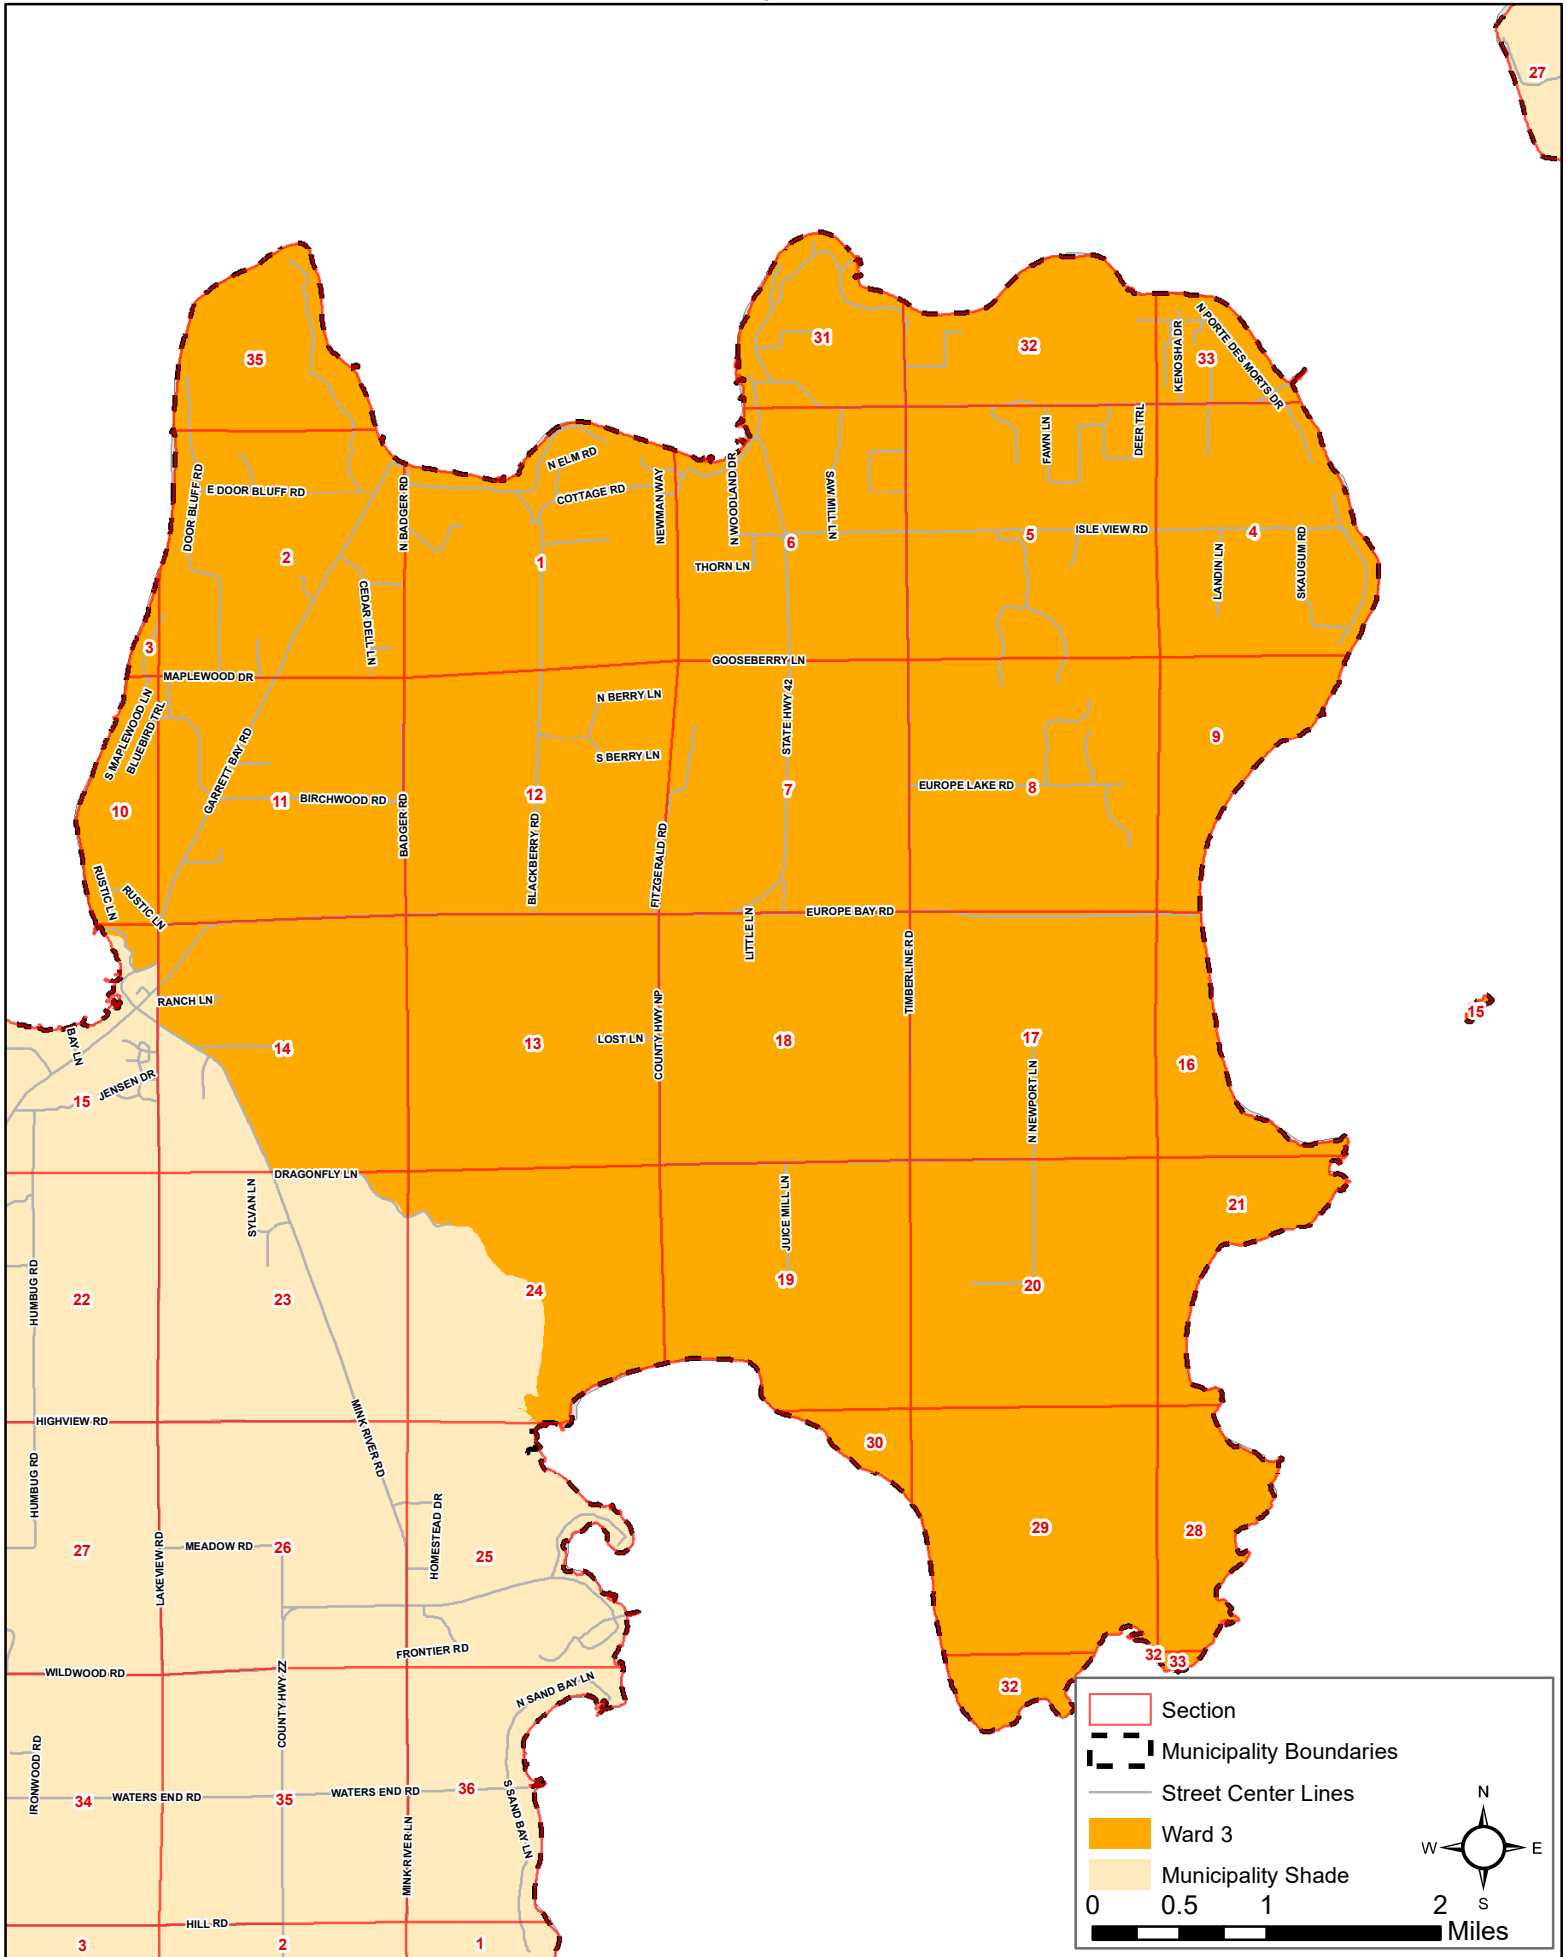 27
35
31
32
33
KENOSHA DR
N PORTE DES MORTS DR
DOOR BLUFF RD
E DOOR BLUFF RD
N BADGER RD
N ELM RD
COTTAGE RD
NEWMAN WAY
N WOODLAND DR
SAW MILL LN
FAWN LN
DEER TRL
2
1
6
5
ISLE VIEW RD
4
THORN LN
CEDAR DELL LN
LANDIN LN
SKAUGUM RD
3
MAPLEWOOD DR
GOOSEBERRY LN
S MAPLEWOOD LN
BLUEBIRD TRL
GARRETT BAY RD
N BERRY LN
S BERRY LN
STATE HWY 42
9
10
11
BIRCHWOOD RD
BADGER RD
12
7
EUROPE LAKE RD
8
BLACKBERRY RD
FITZGERALD RD
RUSTIC LN
RUSTIC LN
LITTLE LN
EUROPE BAY RD
TIMBERLINE RD
RANCH LN
15
BAY LN
14
13
LOST LN
COUNTY HWY NP
18
17
16
N NEWPORT LN
15
JENSEN DR
DRAGONFLY LN
SYLVAN LN
JUICE MILL LN
21
22
HUMBUG RD
23
24
19
20
HIGHVIEW RD
MINK RIVER RD
30
HUMBUG RD
27
LAKEVIEW RD
MEADOW RD
26
HOMESTEAD DR
25
29
28
WILDWOOD RD
COUNTY HWY ZZ
FRONTIER RD
N SAND BAY LN
32
33
32
IRONWOOD RD
34
WATERS END RD
35
WATERS END RD
36
S SAND BAY LN
MINK RIVER LN
HILL RD
3
2
1
Section
Municipality Boundaries
Street Center Lines
Ward 3
Municipality Shade
N
W
E
S
0 0.5 1 2
Miles